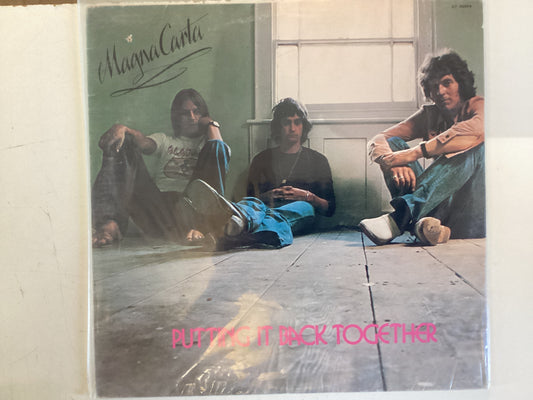 Magna Carta
PUTTING IT BACK TOGETHER